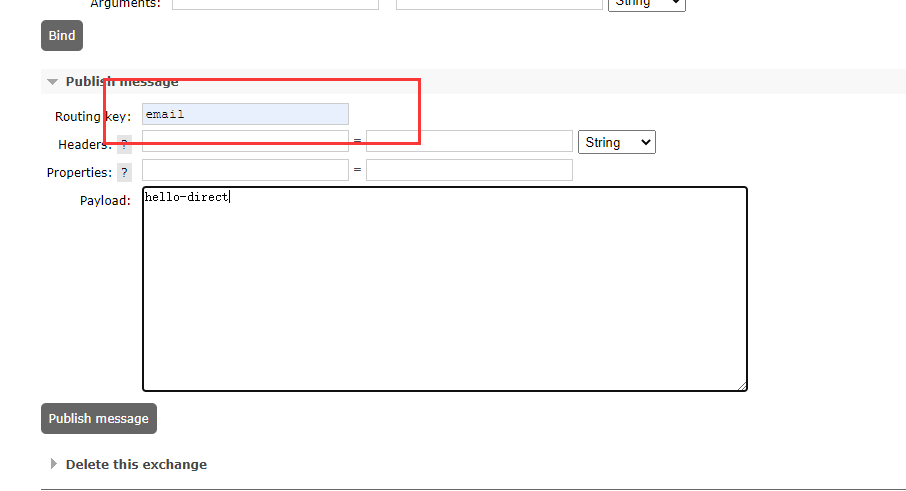 Arguments: String
Bind
Publish message
Routing key: email
Headers: ? = String
Properties: ? =
Payload: hello-direct
Publish message
Delete this exchange